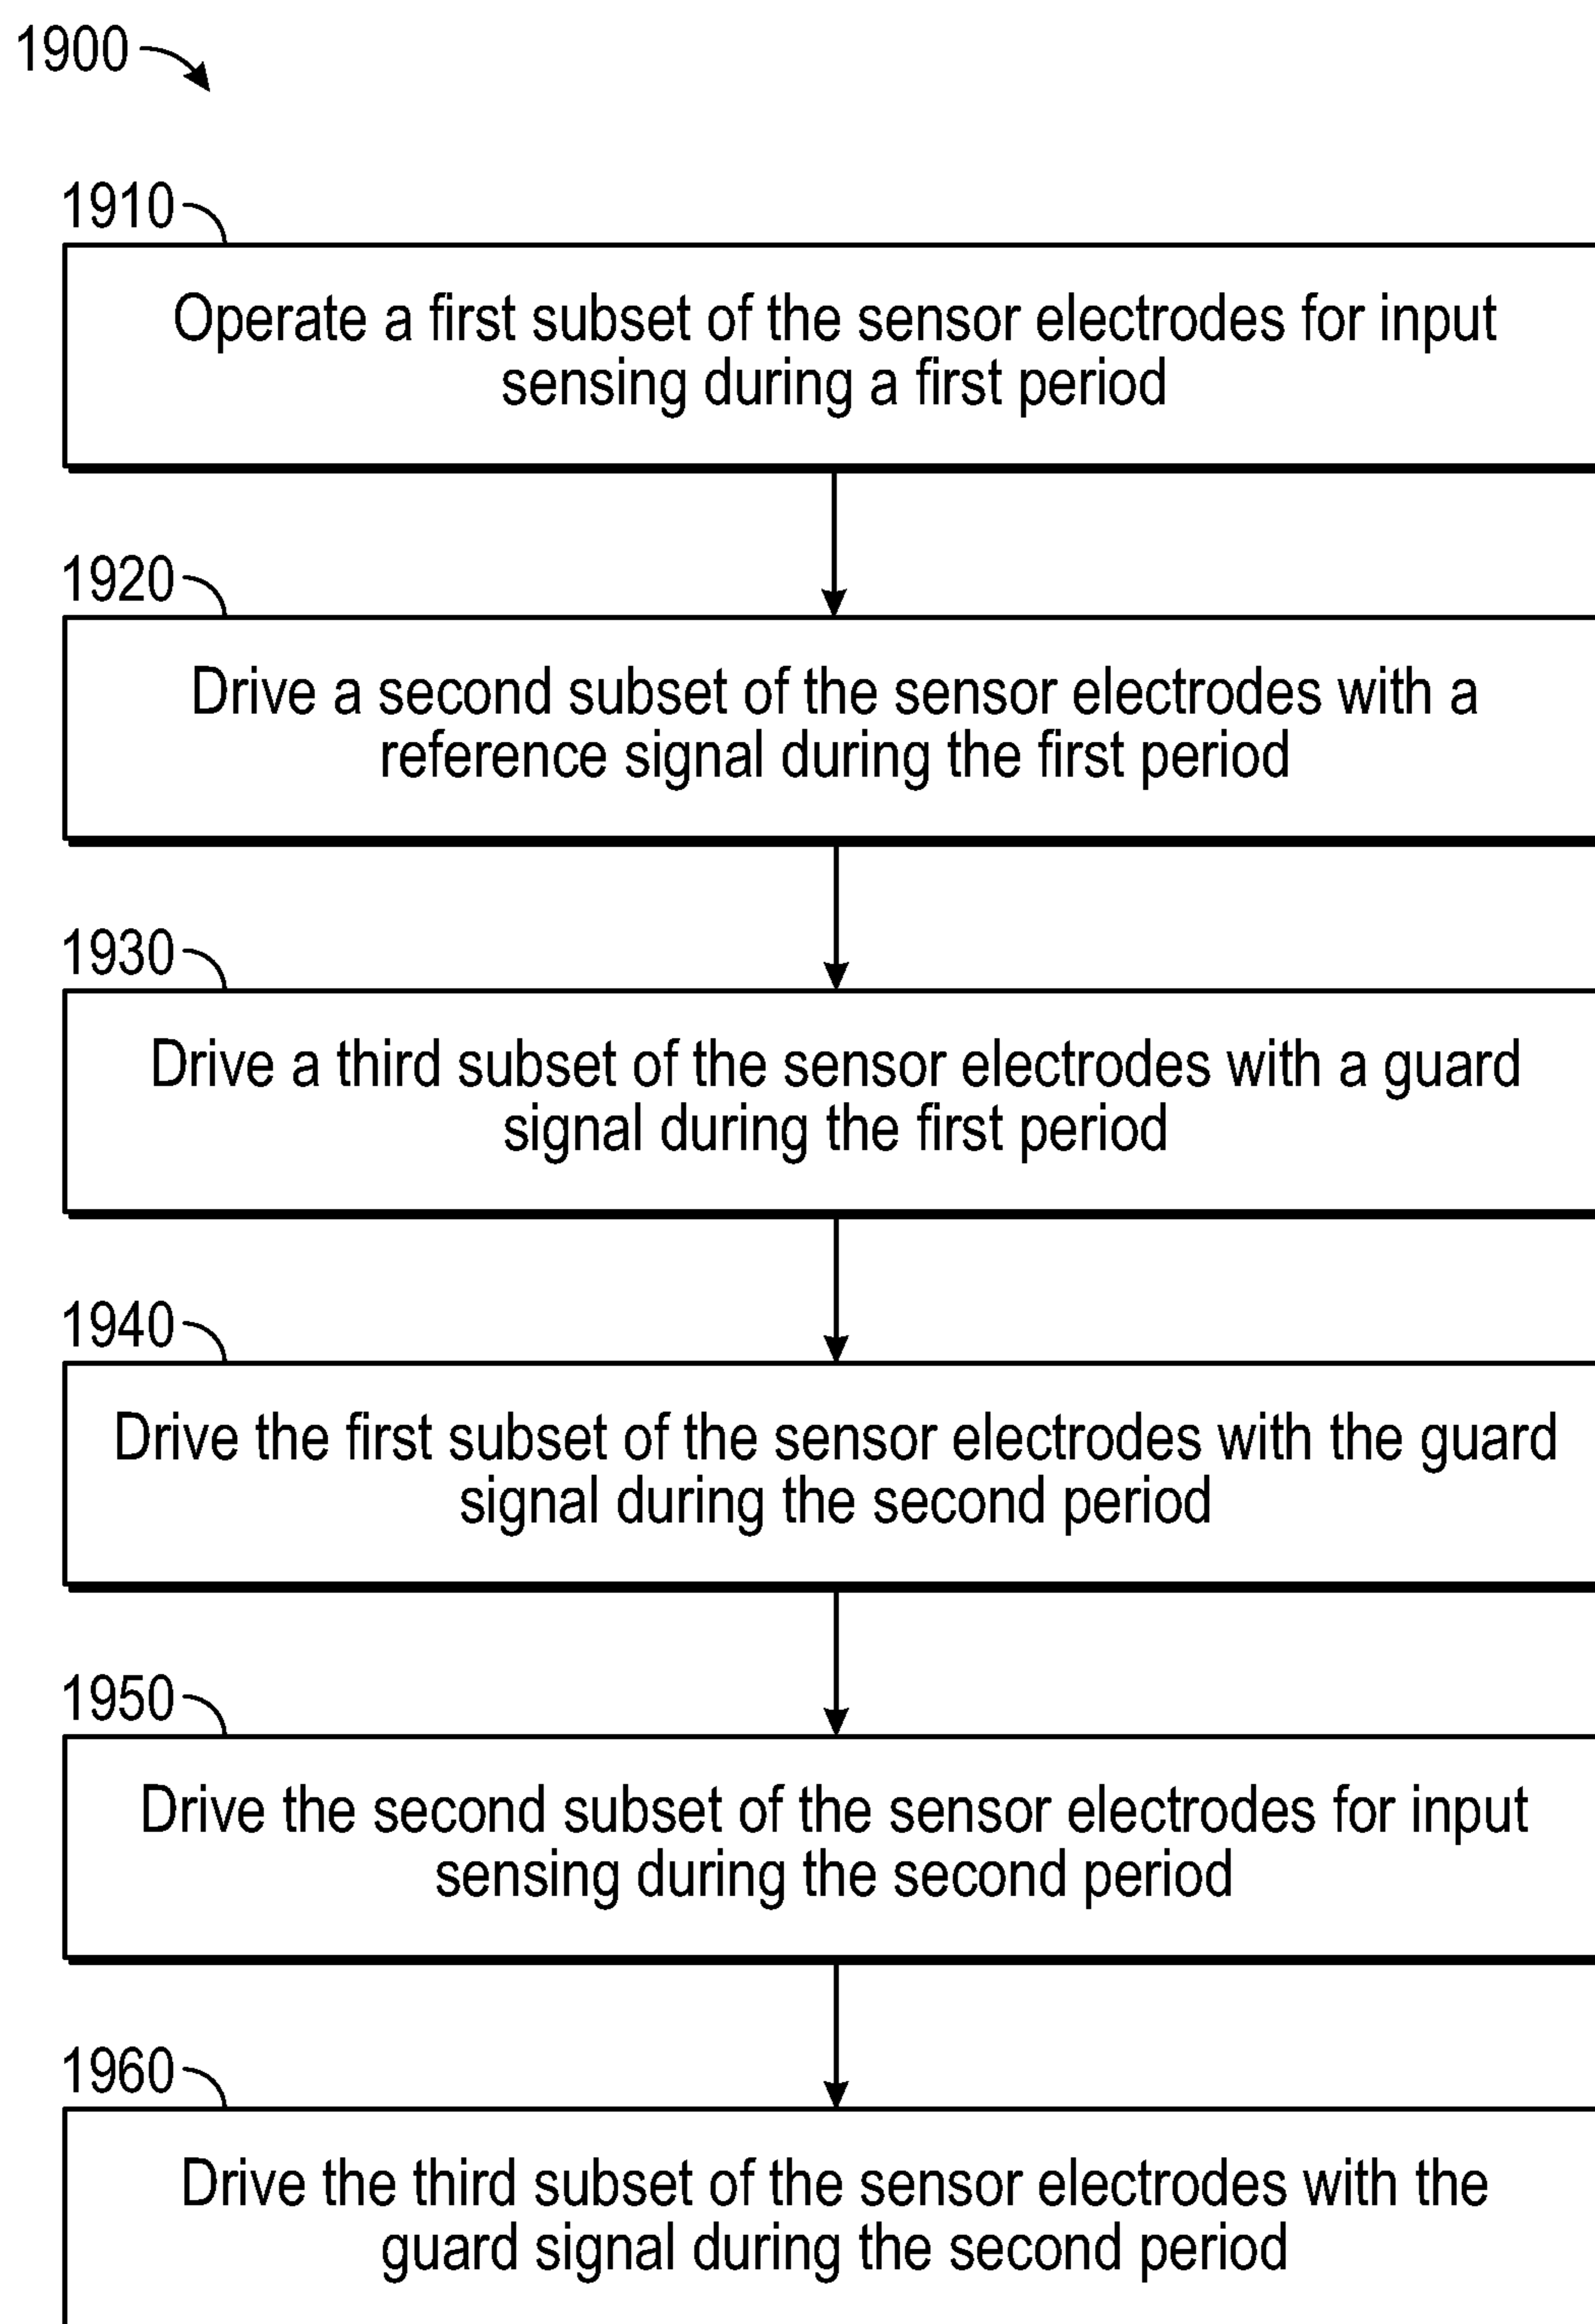 1900
1910
Operate a first subset of the sensor electrodes for input
sensing during a first period
1920
Drive a second subset of the sensor electrodes with a
reference signal during the first period
1930
Drive a third subset of the sensor electrodes with a guard
signal during the first period
1940
Drive the first subset of the sensor electrodes with the guard
signal during the second period
1950
Drive the second subset of the sensor electrodes for input
sensing during the second period
1960
Drive the third subset of the sensor electrodes with the
guard signal during the second period